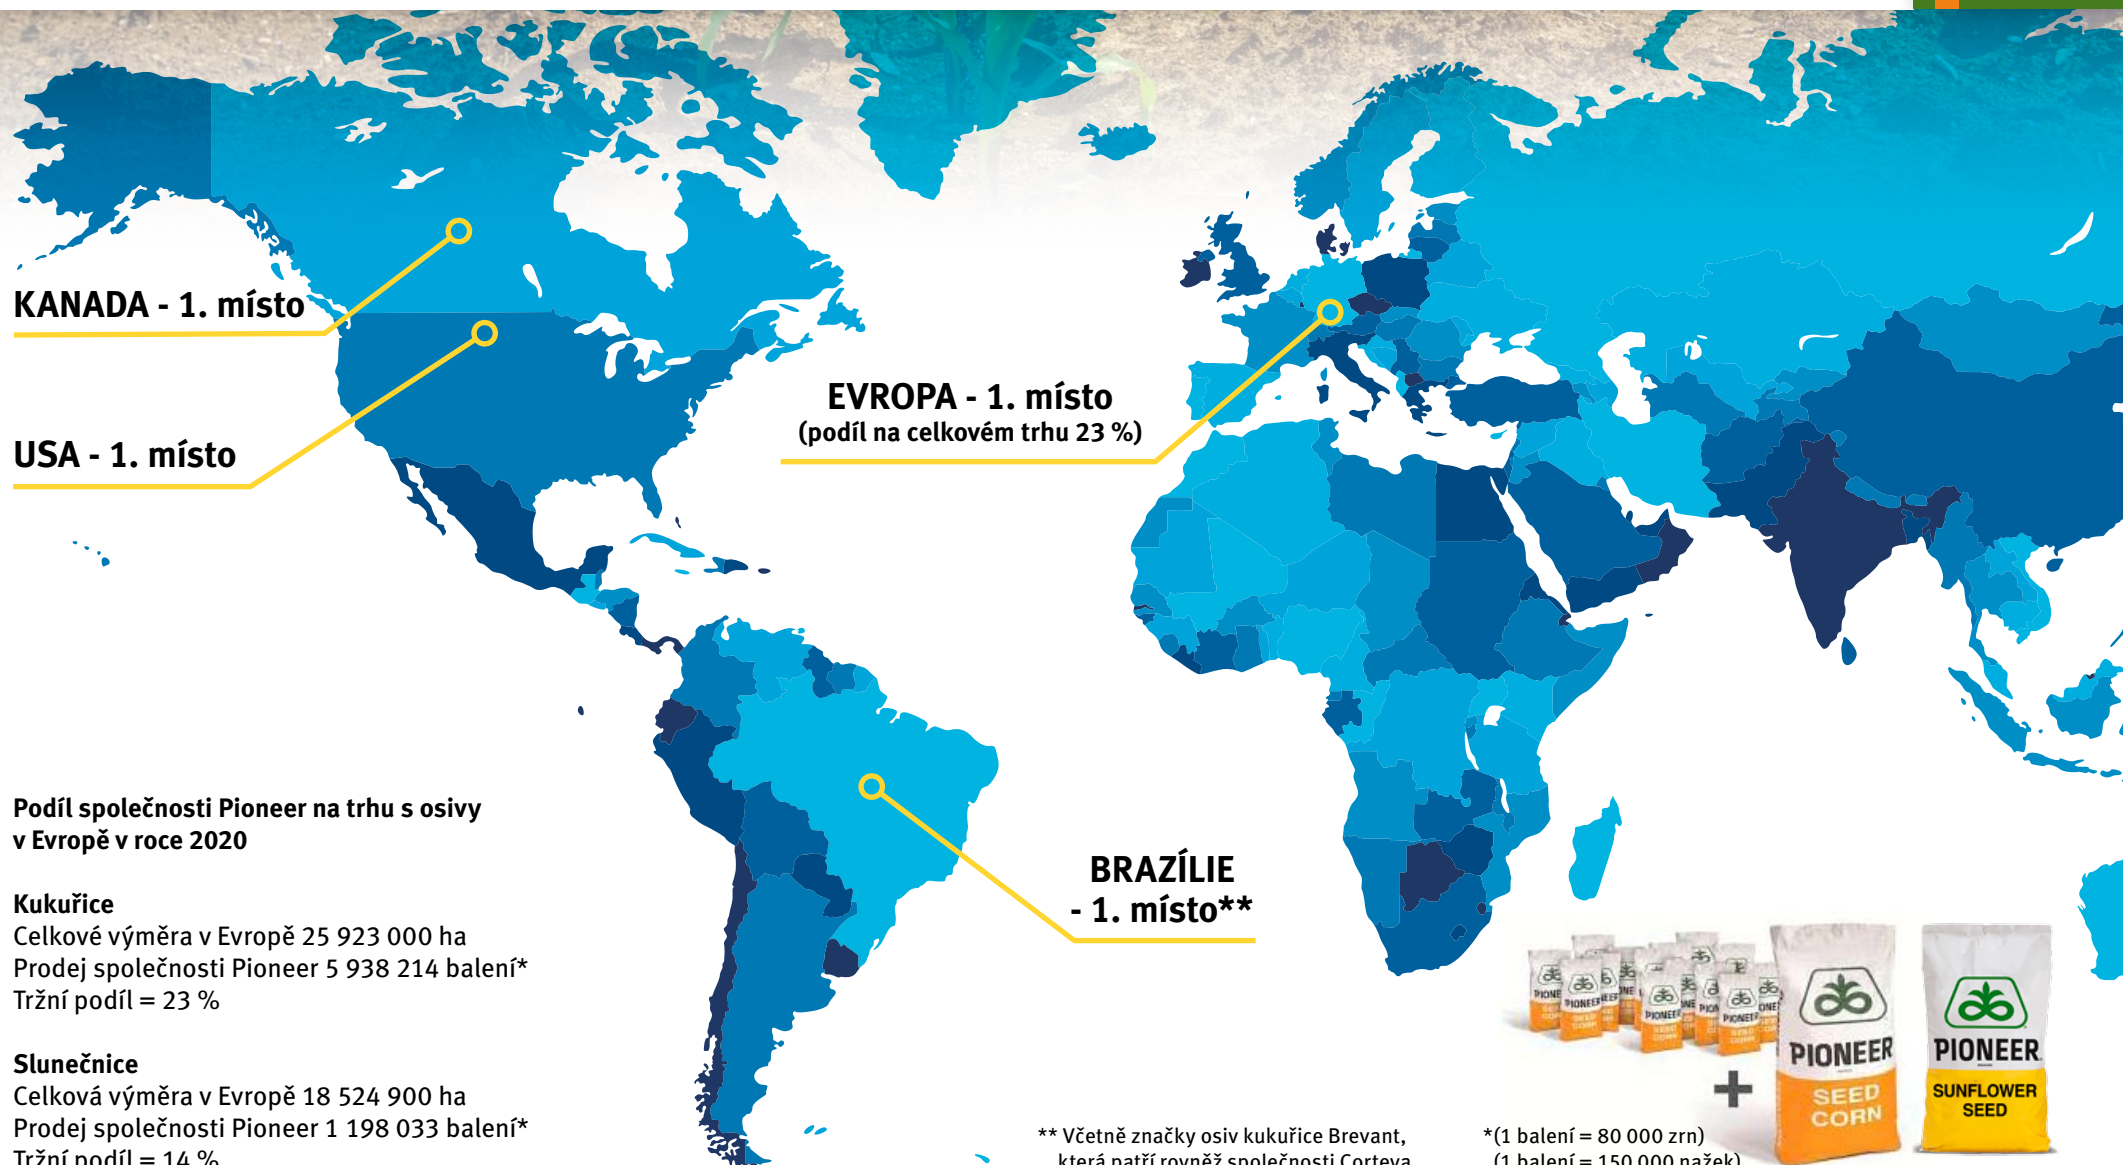 KANADA - 1. místo
USA - 1. místo
EVROPA - 1. místo
(podíl na celkovém trhu 23 %)
BRAZÍLIE
- 1. místo**
Podíl společnosti Pioneer na trhu s osivy
v Evropě v roce 2020
Kukuřice
Celkové výměra v Evropě 25 923 000 ha
Prodej společnosti Pioneer 5 938 214 balení*
Tržní podíl = 23 %
Slunečnice
Celková výměra v Evropě 18 524 900 ha
Prodej společnosti Pioneer 1 198 033 balení*
Tržní podíl = 14 %
** Včetně značky osiv kukuřice Brevant,
která patří rovněž společnosti Corteva
*(1 balení = 80 000 zrn)
(1 balení = 150 000 nažek)
PIONEER
SEED
CORN
+
PIONEER
SUNFLOWER
SEED